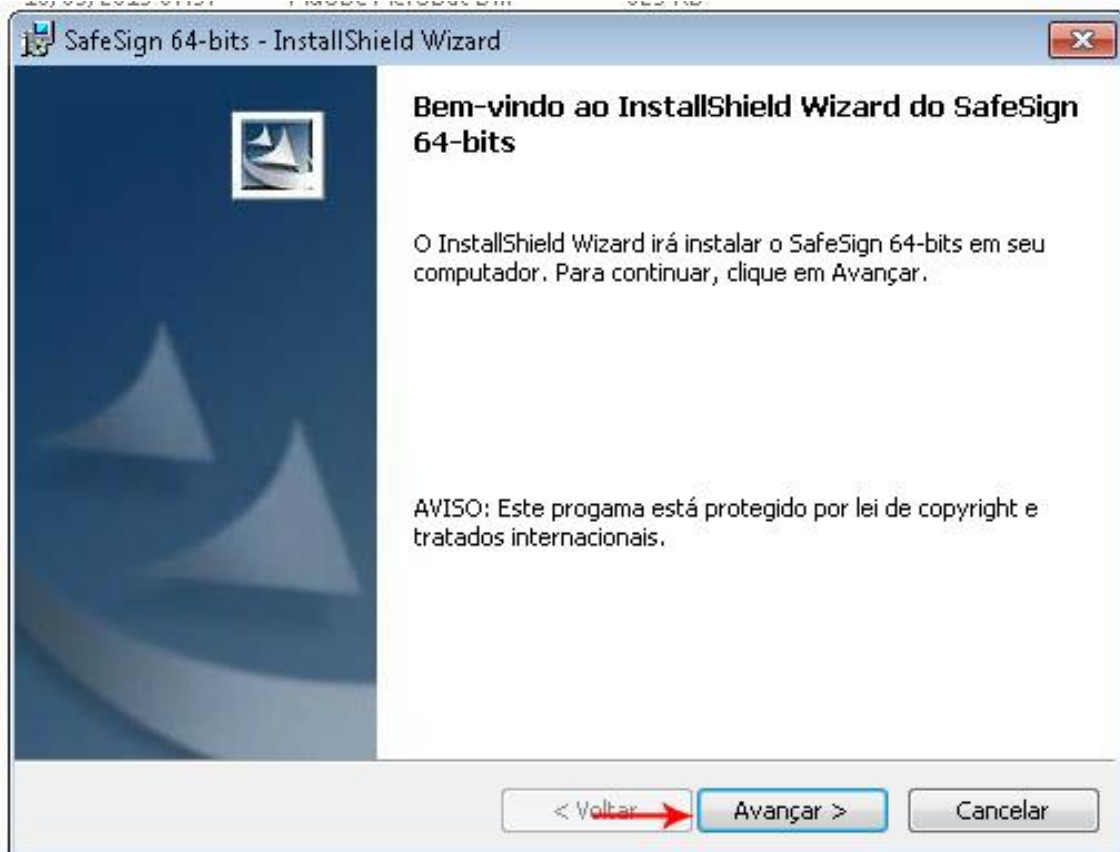 SafeSign 64-bits - InstallShield Wizard
Bem-vindo ao InstallShield Wizard do SafeSign
64-bits
O InstallShield Wizard irá instalar o SafeSign 64-bits em seu
computador. Para continuar, clique em Avançar.
AVISO: Este progama está protegido por lei de copyright e
tratados internacionais.
< Voltar Avançar > Cancelar